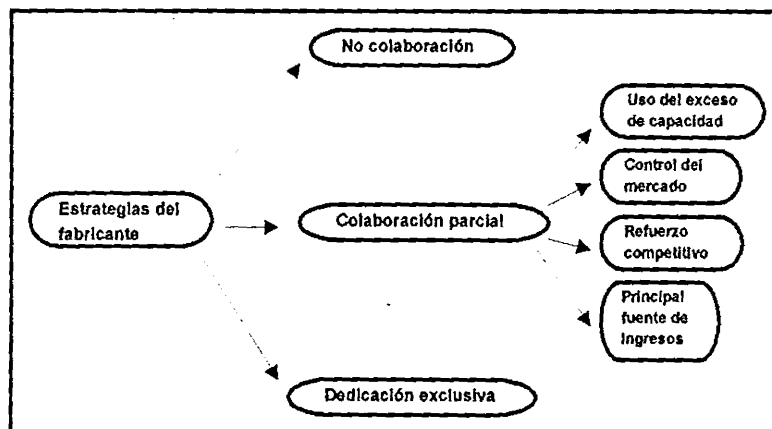 No colaboración
Uso del exceso
de capacidad
Control del
mercado
Estrategias del
fabricante
Colaboración parcial
Refuerzo
competitivo
Principal
fuente de
Ingresos
Dedicación exclusiva